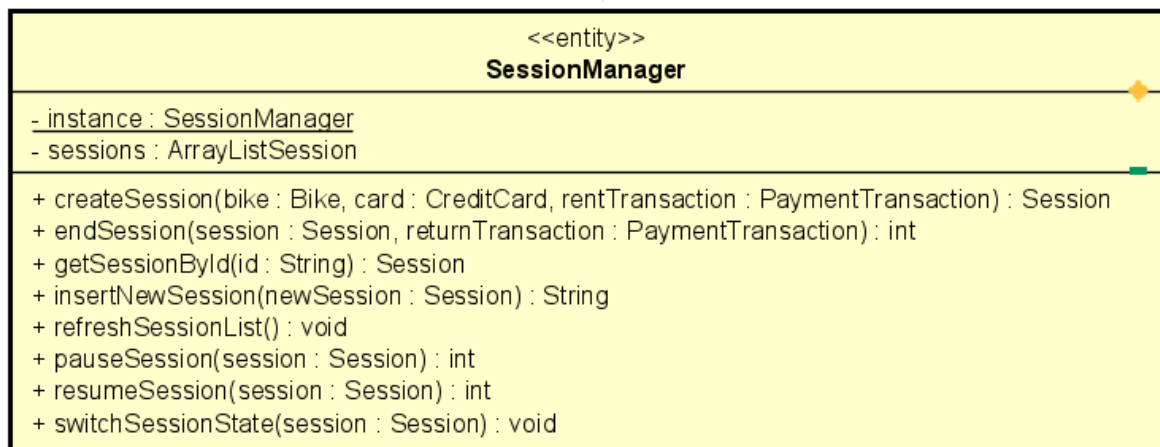 <<entity>>
SessionManager
- instance : SessionManager
- sessions : ArrayListSession
+ createSession(bike : Bike, card : CreditCard, rentTransaction : PaymentTransaction) : Session
+ endSession(session : Session, returnTransaction : PaymentTransaction) : int
+ getSessionById(id : String) : Session
+ insertNewSession(newSession : Session) : String
+ refreshSessionList() : void
+ pauseSession(session : Session) : int
+ resumeSession(session : Session) : int
+ switchSessionState(session : Session) : void